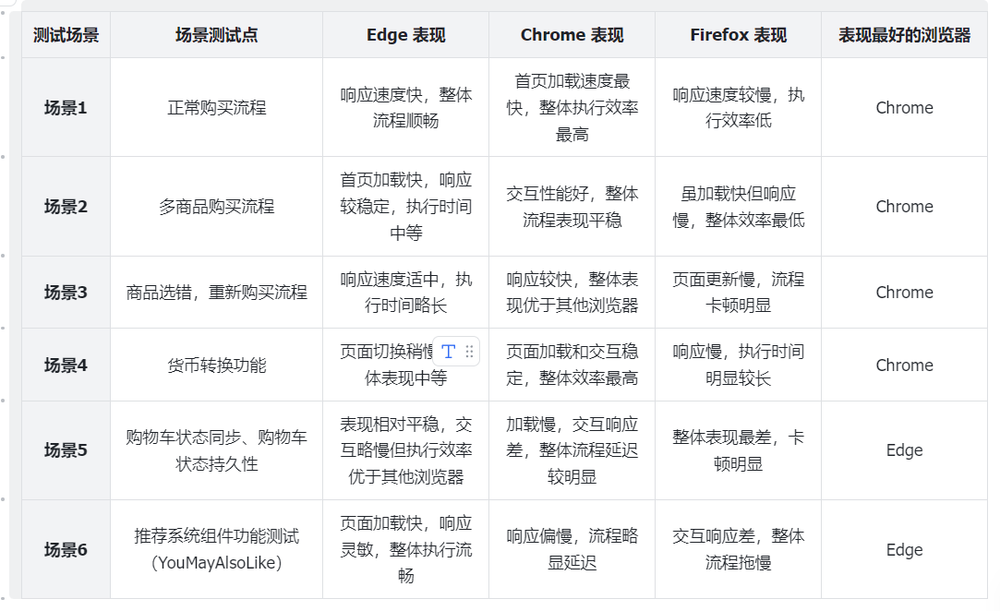 测试场景 场景测试点 Edge 表现 Chrome 表现 Firefox 表现 表现最好的浏览器
场景1
正常购买流程
响应速度快，整体
流程顺畅
首页加载速度最
快，整体执行效率
最高
响应速度较慢，执
行效率低
Chrome
场景2
多商品购买流程
首页加载快，响应
较稳定，执行时间
中等
交互性能好，整体
流程表现平稳
虽加载快但响应
慢，整体效率最低
Chrome
场景3
商品选错，重新购买流程
响应速度适中，执
行时间略长
响应较快，整体表
现优于其他浏览器
页面更新慢，流程
卡顿明显
Chrome
场景4
货币转换功能
页面切换稍慢
体表现中等
T
页面加载和交互稳
定，整体效率最高
响应慢，执行时间
明显较长
Chrome
场景5
购物车状态同步、购物车
状态持久性
表现相对平稳，交
互略慢但执行效率
优于其他浏览器
加载慢，交互响应
差，整体流程延迟
较明显
整体表现最差，卡
顿明显
Edge
场景6
推荐系统组件功能测试
（YouMayAlsoLike）
页面加载快，响应
灵敏，整体执行流
畅
响应偏慢，流程略
显延迟
交互响应差，整体
流程拖慢
Edge